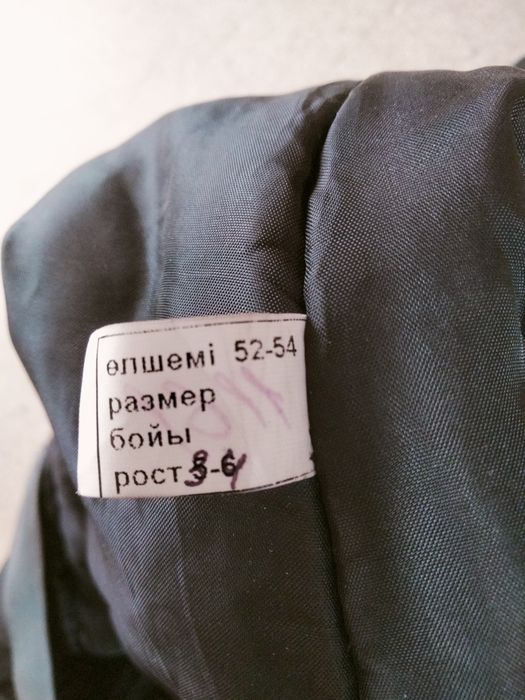 өлшемі 52-54
размер
бойы
рост